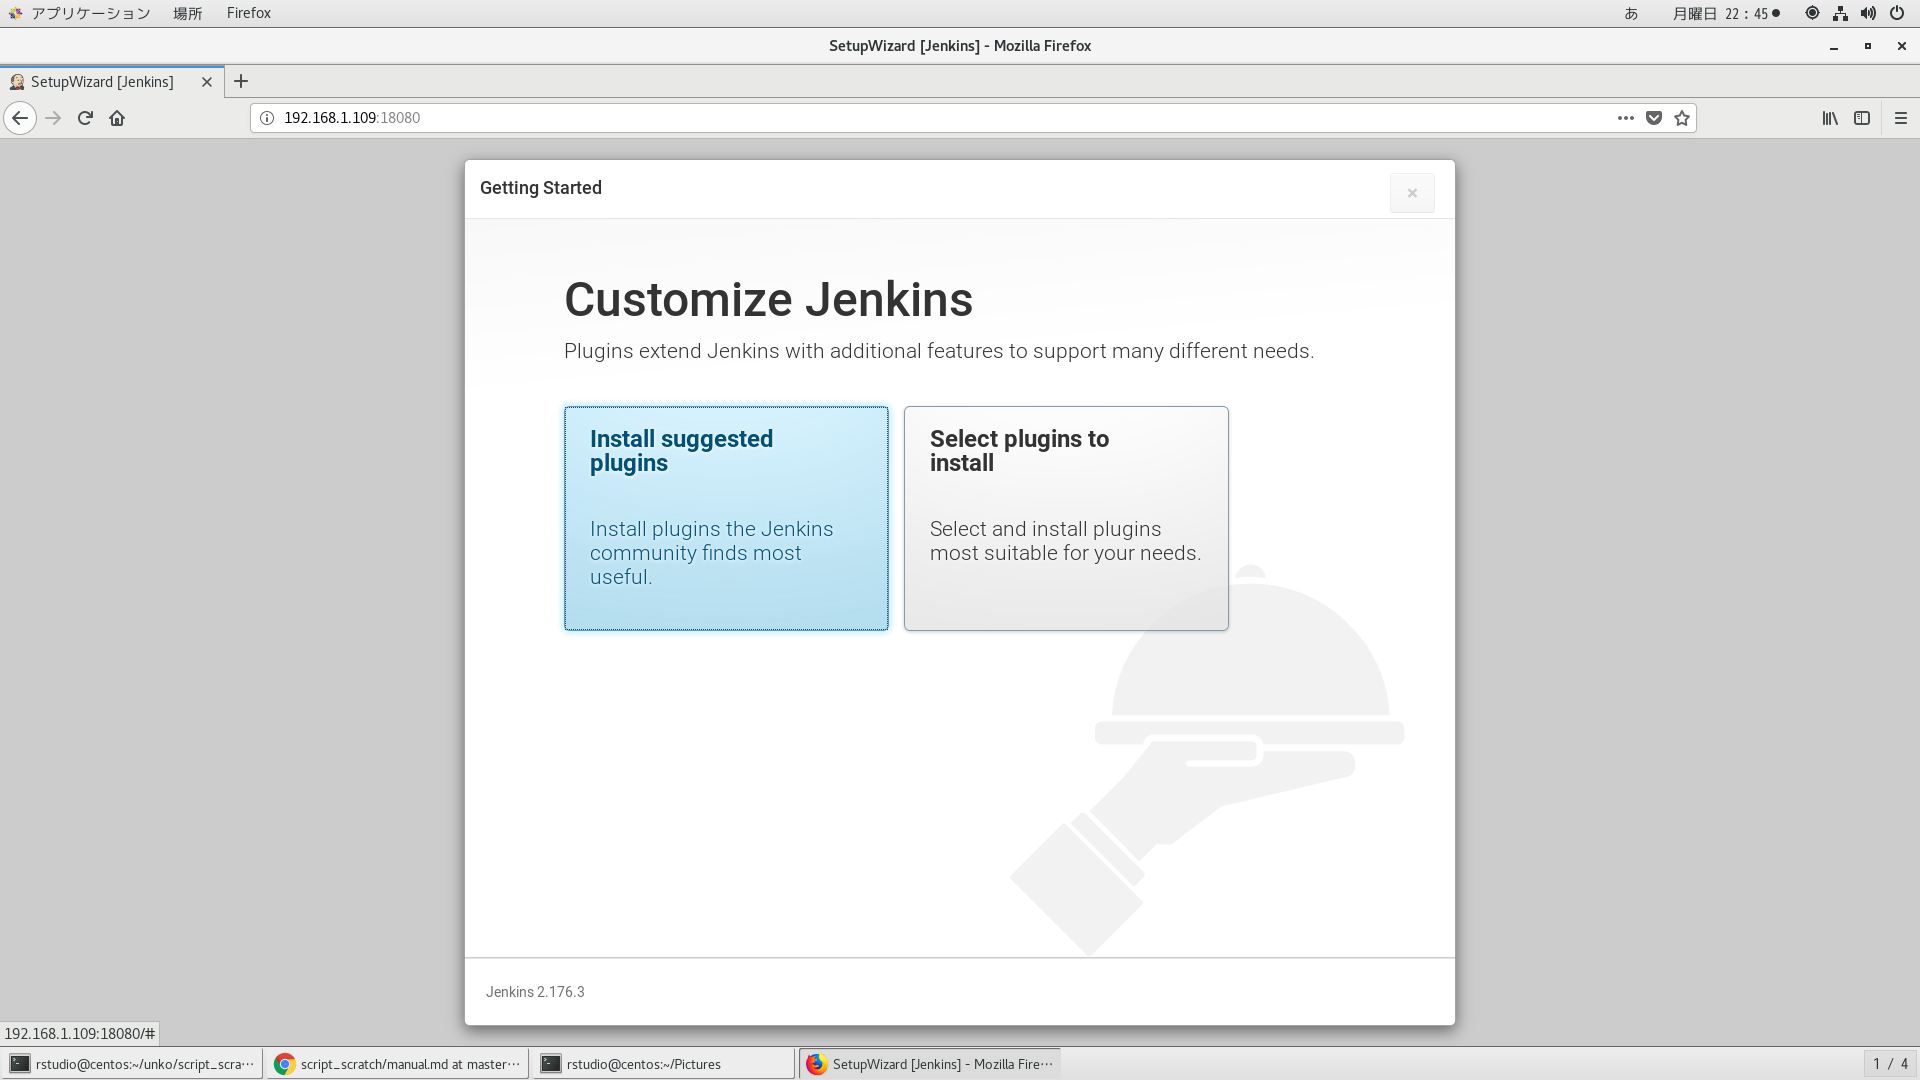 アプリケーション 場所 Firefox あ 月曜日 22：45●
SetupWizard [Jenkins] - Mozilla Firefox
SetupWizard [Jenkins]
192.168.1.109:18080
Getting Started
Customize Jenkins
Plugins extend Jenkins with additional features to support many different needs.
Install suggested
plugins
Install plugins the Jenkins
community finds most
useful.
Select plugins to
install
Select and install plugins
most suitable for your needs.
Jenkins 2.176.3
192.168.1.109:18080/#
rstudio@centos:~/unko/script_scra… script_scratch/manual.md at master… rstudio@centos:~/Pictures SetupWizard [Jenkins] - Mozilla Fire… 1 / 4